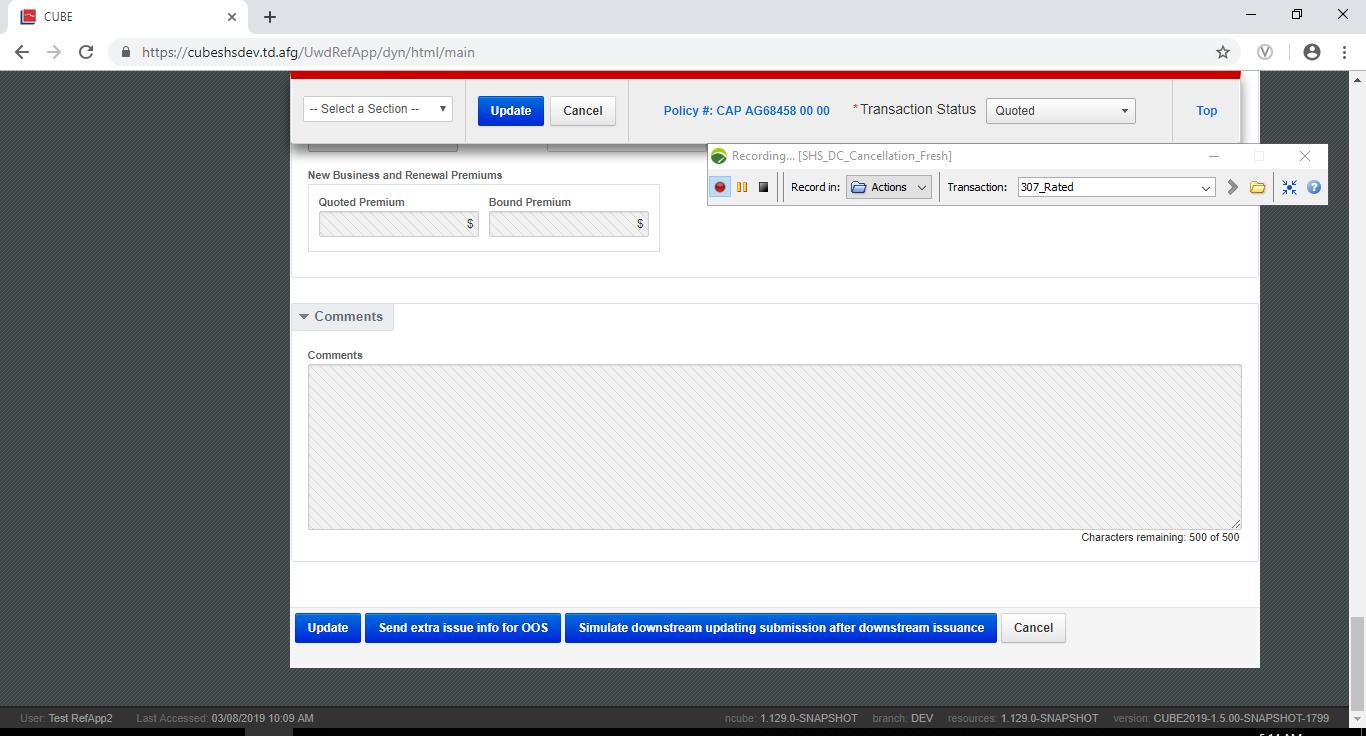 CUBE
https://cubeshsdev.td.afg/UwdRefApp/dyn/html/main
-- Select a Section --
Update
Cancel
Policy #: CAP AG68458 00 00
*Transaction Status
Quoted
Top
Recording... [SHS_DC_Cancellation_Fresh]
Record in:
Actions
Transaction:
307_Rated
New Business and Renewal Premiums
Quoted Premium
Bound Premium
$
$
Comments
Comments
Characters remaining: 500 of 500
Update
Send extra issue info for OOS
Simulate downstream updating submission after downstream issuance
Cancel
User: Test RefApp2 Last Accessed: 03/08/2019 10:09 AM
ncube: 1.129.0-SNAPSHOT branch: DEV resources: 1.129.0-SNAPSHOT version: CUBE2019-1.5.00-SNAPSHOT-1799